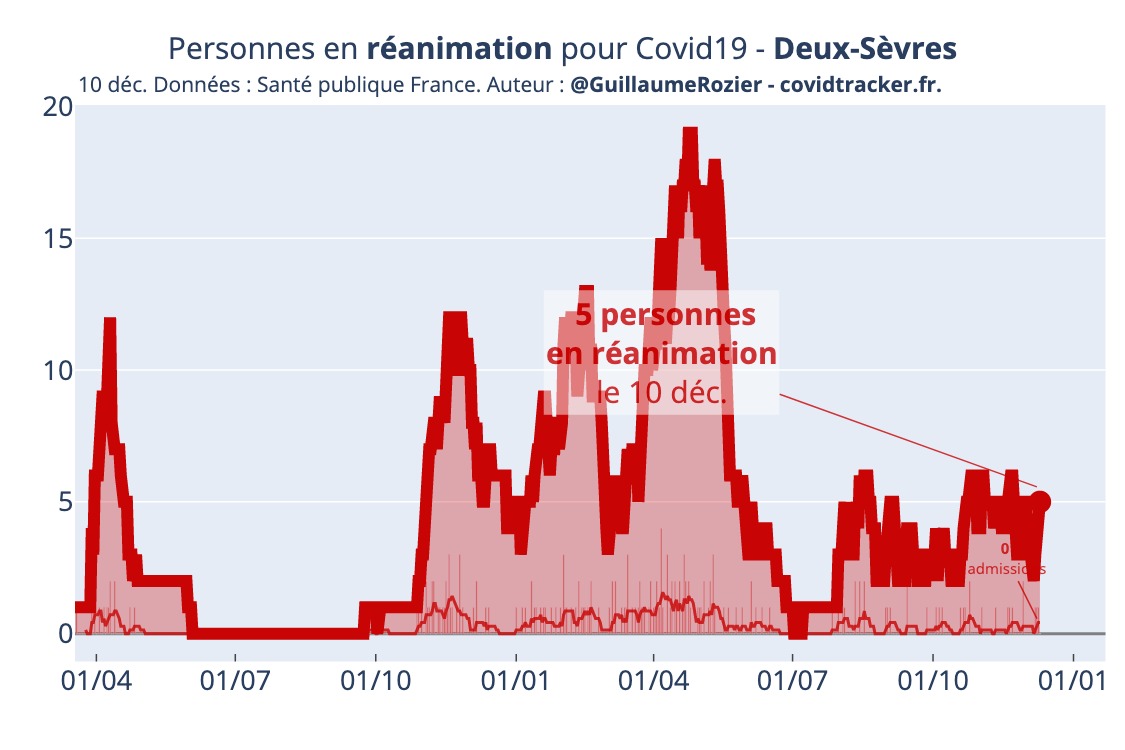 Personnes en réanimation pour Covid19 - Deux-Sèvres
10 déc. Données : Santé publique France. Auteur : @GuillaumeRozier - covidtracker.fr.
20
15
10
5
0
5 personnes
en réanimation
le 10 déc.
0
admissions
01/04
01/07
01/10
01/01
01/04
01/07
01/10
01/01